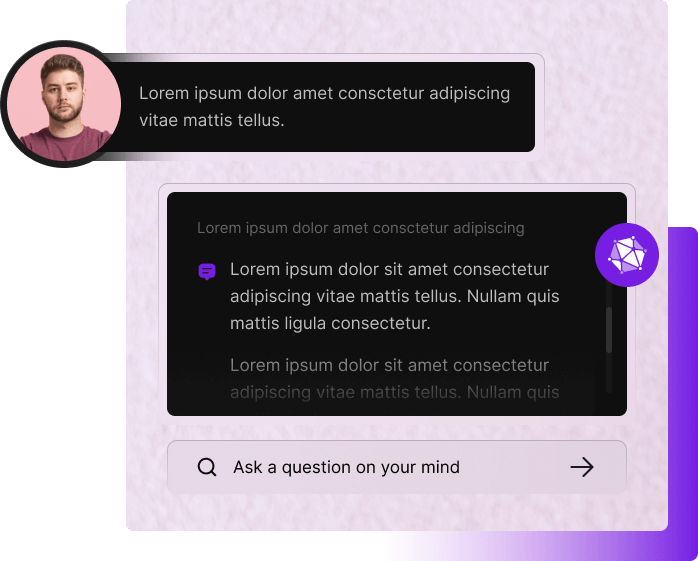 Lorem ipsum dolor amet consctetur adipiscing
vitae mattis tellus.
Lorem ipsum dolor amet consctetur adipiscing
Lorem ipsum dolor sit amet consectetur
adipiscing vitae mattis tellus. Nullam quis
mattis ligula consectetur.
Lorem ipsum dolor sit amet consectetur
adipiscing vitae mattis tellus. Nullam quis
Ask a question on your mind